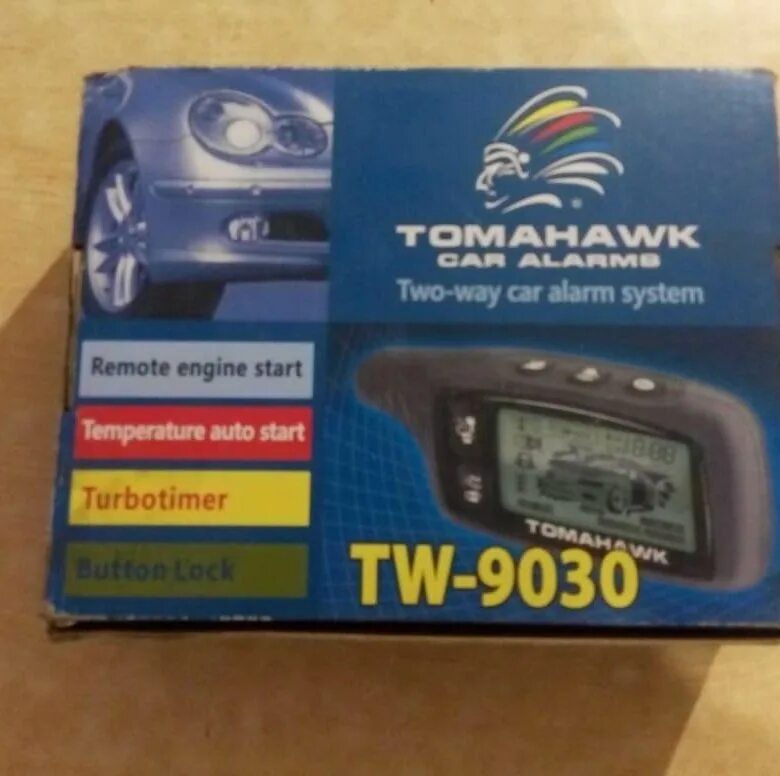 TOMAHAWK
CAR ALARMS
Two-way car alarm system
Remote engine start
Temperature auto start
Turbotimer
Button Lock
TOMAHAWK
TW-9030